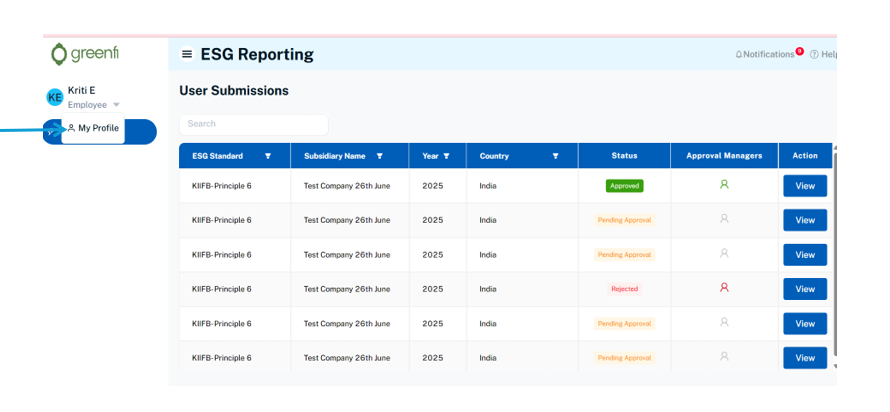 greenfi
ESG Reporting
Notifications 9
Kriti E
KE
Employee
My Profile
User Submissions
Search
ESG Standard Subsidiary Name Year Country Status Approval Managers Action
KIIFB- Principle 6 Test Company 26th June 2025 India Approved View
KIIFB- Principle 6 Test Company 26th June 2025 India Pending Approval View
KIIFB- Principle 6 Test Company 26th June 2025 India Pending Approval View
KIIFB- Principle 6 Test Company 26th June 2025 India Rejected View
KIIFB- Principle 6 Test Company 26th June 2025 India Pending Approval View
KIIFB- Principle 6 Test Company 26th June 2025 India Pending Approval View